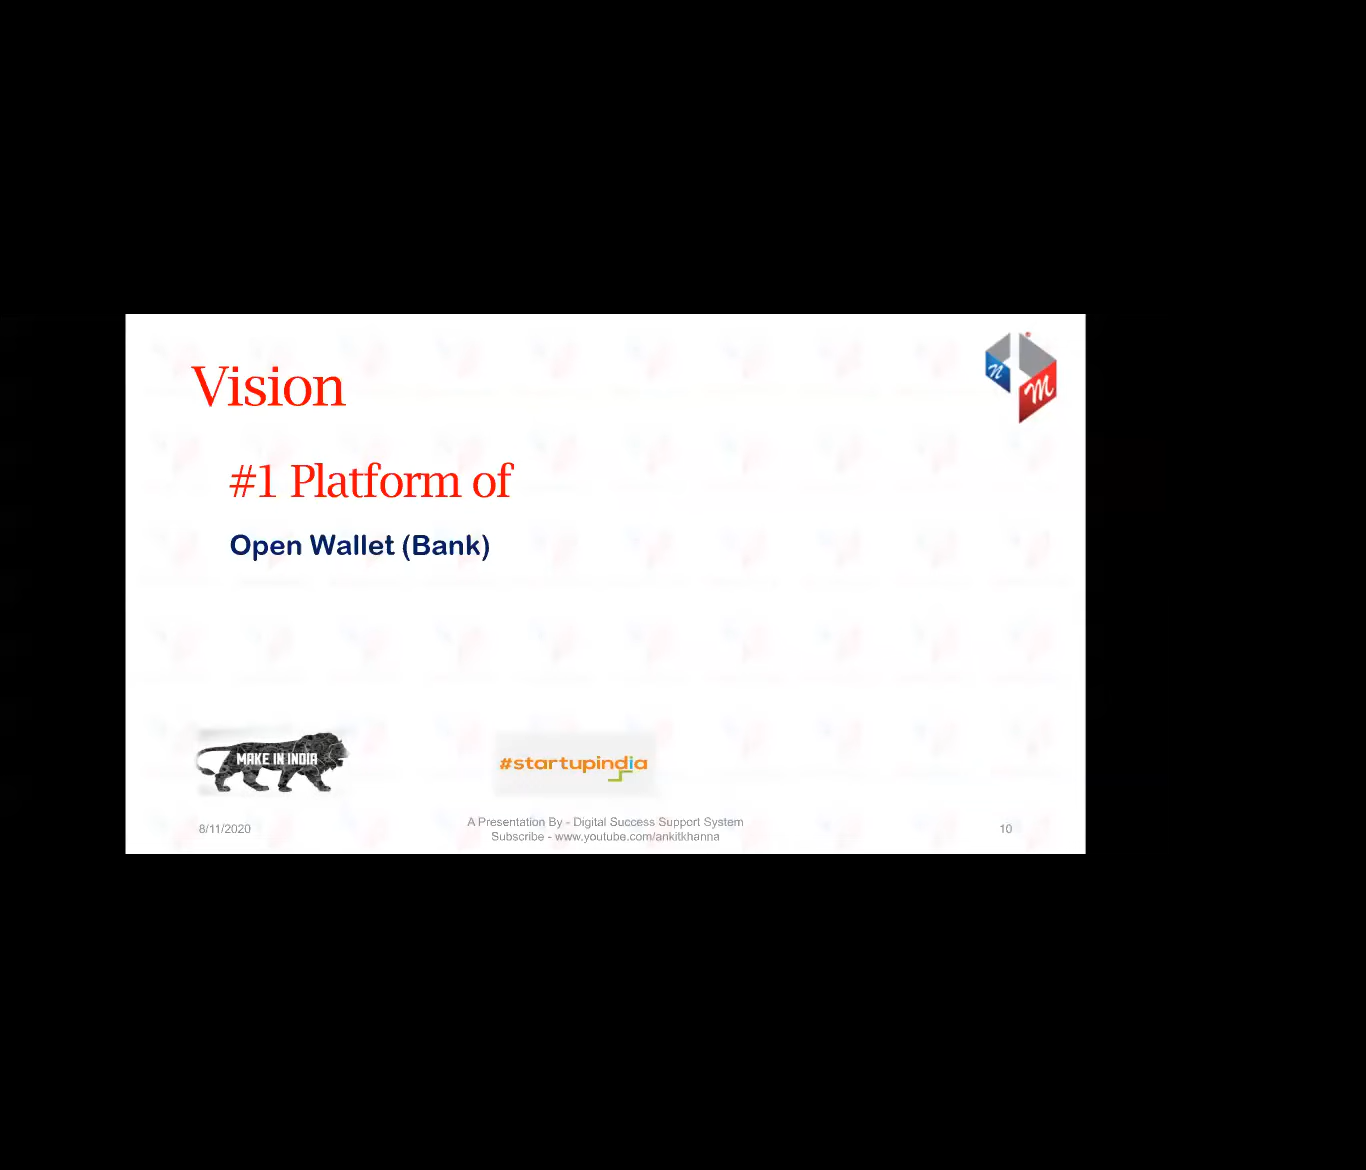 Vision
#1 Platform of
Open Wallet (Bank)
n
m
MAKE IN INDIA
#startupindia
8/11/2020
A Presentation By - Digital Success Support System
Subscribe - www.youtube.com/ankitkhanna
10